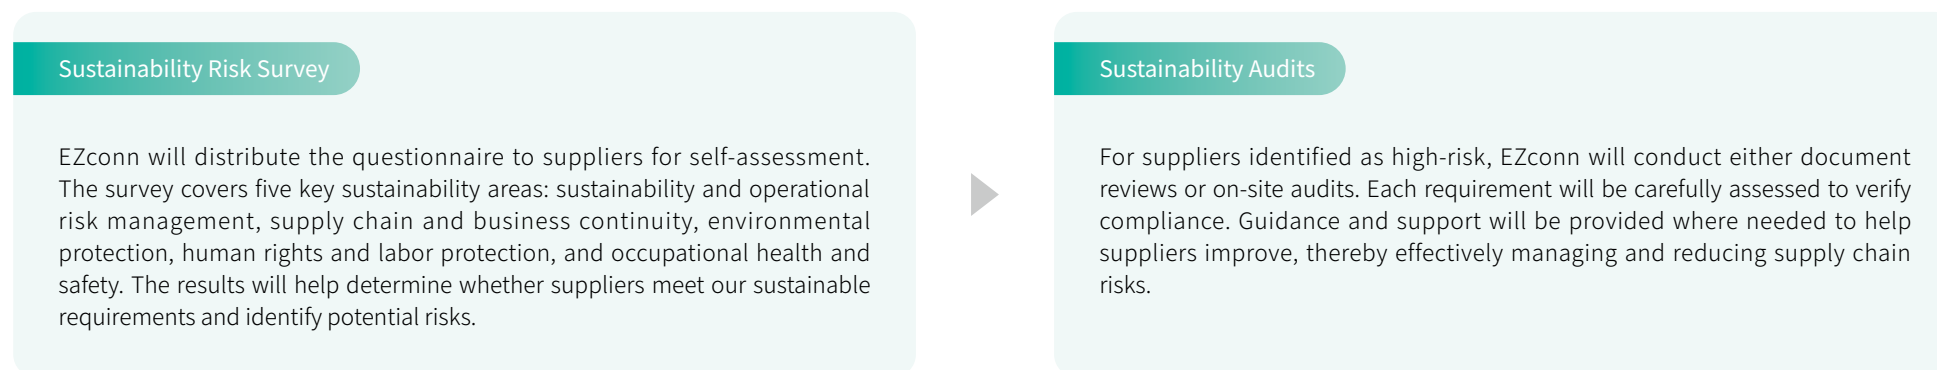 Sustainability Risk Survey
EZconn will distribute the questionnaire to suppliers for self-assessment.
The survey covers five key sustainability areas: sustainability and operational
risk management, supply chain and business continuity, environmental
protection, human rights and labor protection, and occupational health and
safety. The results will help determine whether suppliers meet our sustainable
requirements and identify potential risks.
Sustainability Audits
For suppliers identified as high-risk, EZconn will conduct either document
reviews or on-site audits. Each requirement will be carefully assessed to verify
compliance. Guidance and support will be provided where needed to help
suppliers improve, thereby effectively managing and reducing supply chain
risks.